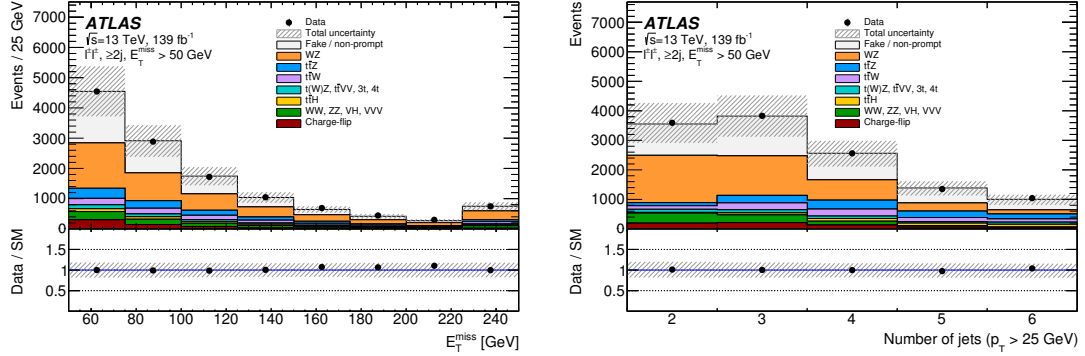 ATLAS
√s=13 TeV, 139 fb⁻¹
l±l±, ≥2j, E_T^miss > 50 GeV
Data
Total uncertainty
Fake / non-prompt
WZ
tt̄Z
tt̄W
t(W)Z, tt̄VV, 3t, 4t
tt̄H
WW, ZZ, VH, VVV
Charge-flip
Events / 25 GeV
7000
6000
5000
4000
3000
2000
1000
0
Data / SM
1.5
1
0.5
60 80 100 120 140 160 180 200 220 240
E_T^miss [GeV]
ATLAS
√s=13 TeV, 139 fb⁻¹
l±l±, ≥2j, E_T^miss > 50 GeV
Data
Total uncertainty
Fake / non-prompt
WZ
tt̄Z
tt̄W
t(W)Z, tt̄VV, 3t, 4t
tt̄H
WW, ZZ, VH, VVV
Charge-flip
Events
7000
6000
5000
4000
3000
2000
1000
0
Data / SM
1.5
1
0.5
2 3 4 5 6
Number of jets (p_T > 25 GeV)